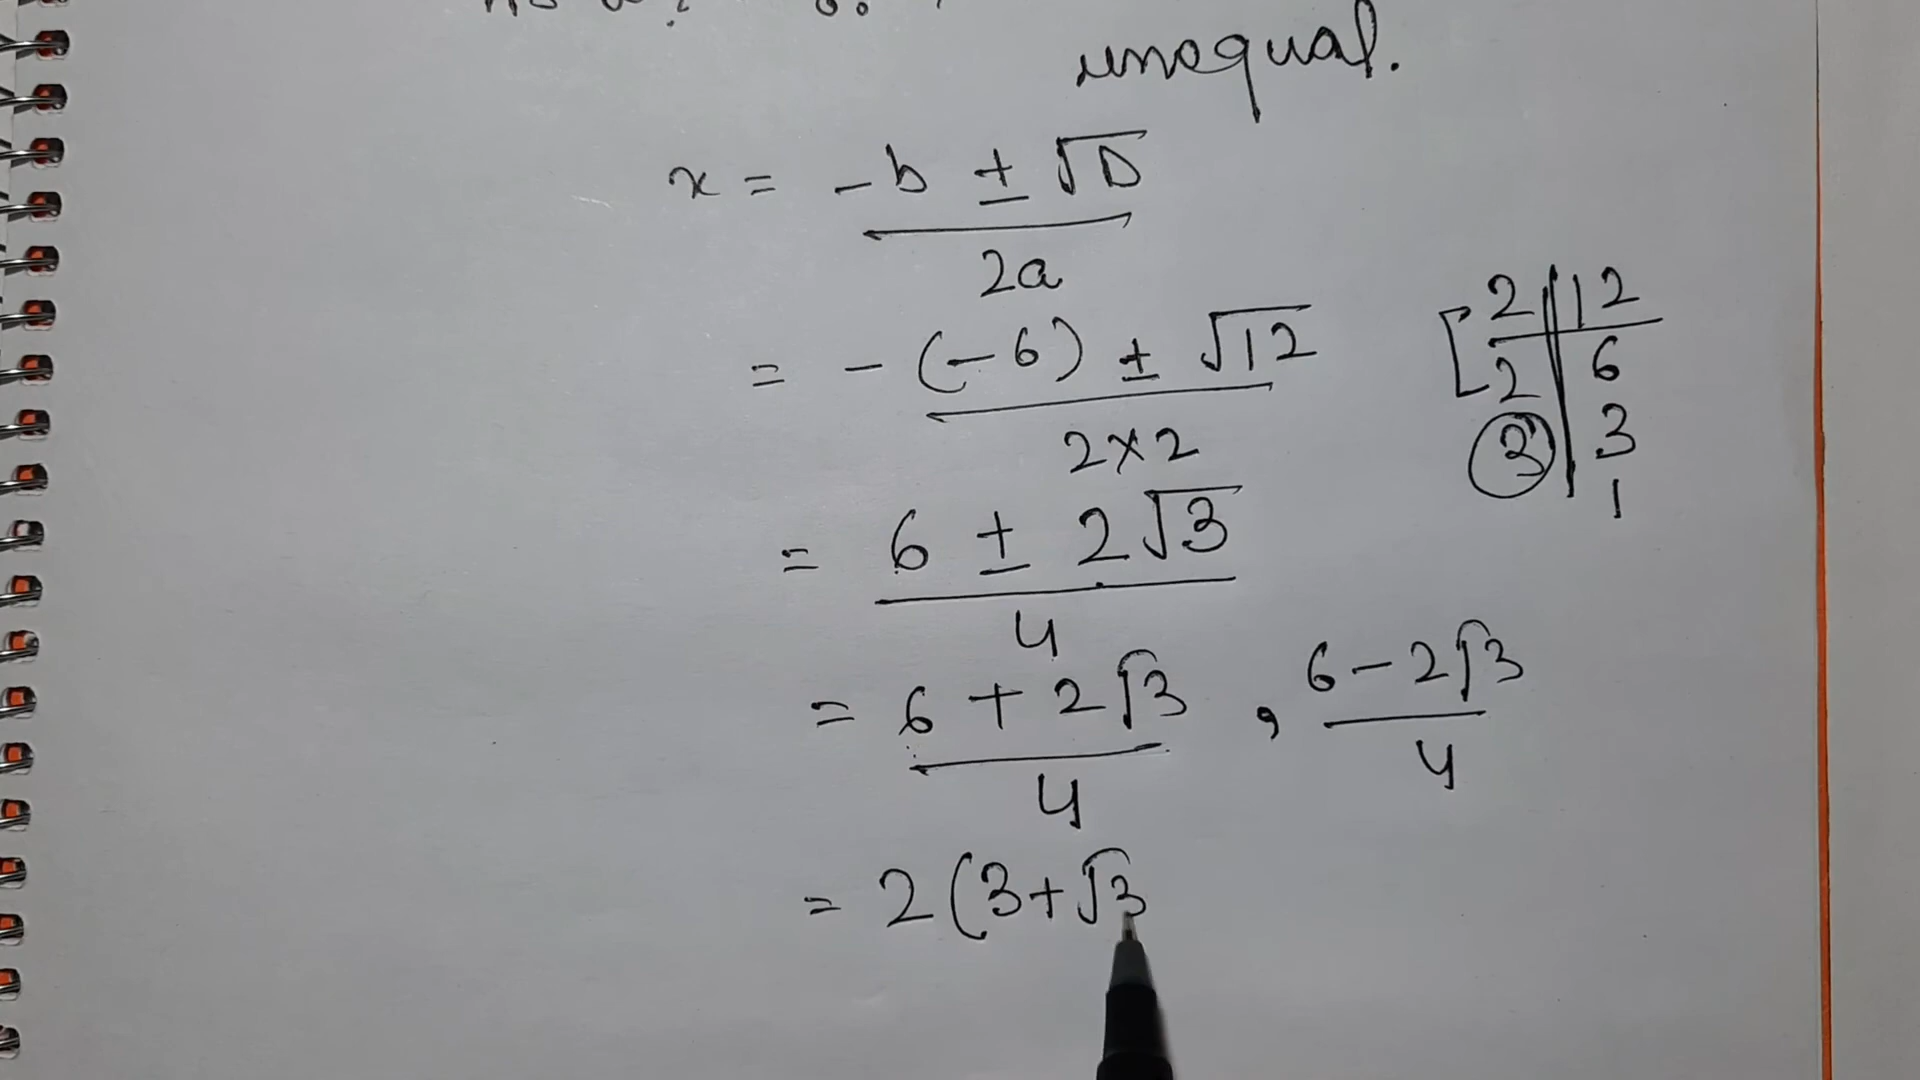 unequal.
x = -b ± √D
2a
= -(-6) ± √12
2×2
= 6 ± 2√3
4
= 6 + 2√3 , 6 - 2√3
4 4
= 2(3+√3
2 | 12
2 | 6
3 | 3
1